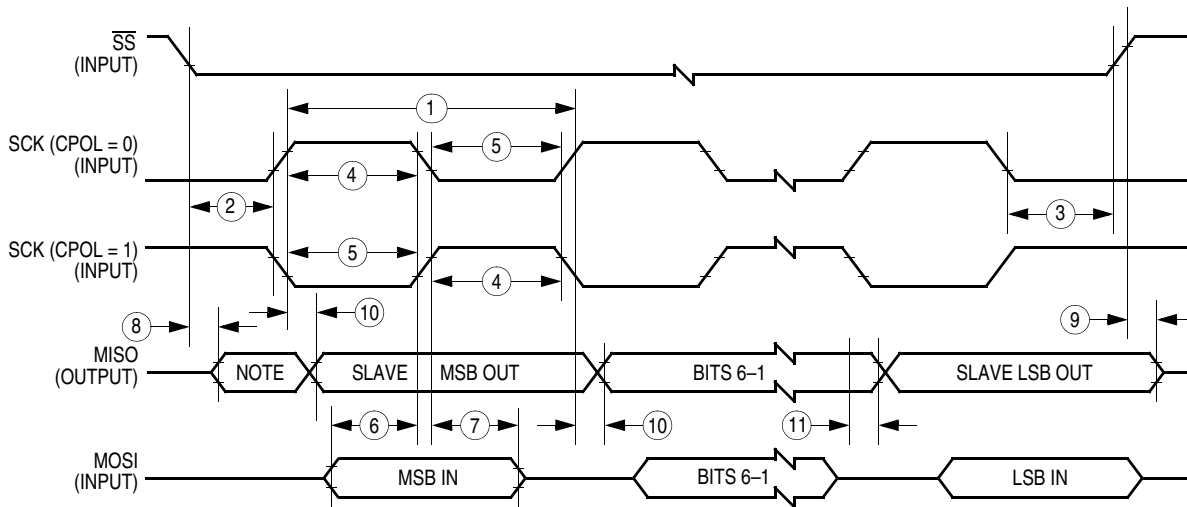 SS
(INPUT)
1
SCK (CPOL = 0)
(INPUT)
5
4
2
3
SCK (CPOL = 1)
(INPUT)
5
4
8
10
9
MISO
(OUTPUT)
NOTE
SLAVE
MSB OUT
BITS 6–1
SLAVE LSB OUT
6
7
10
11
MOSI
(INPUT)
MSB IN
BITS 6–1
LSB IN